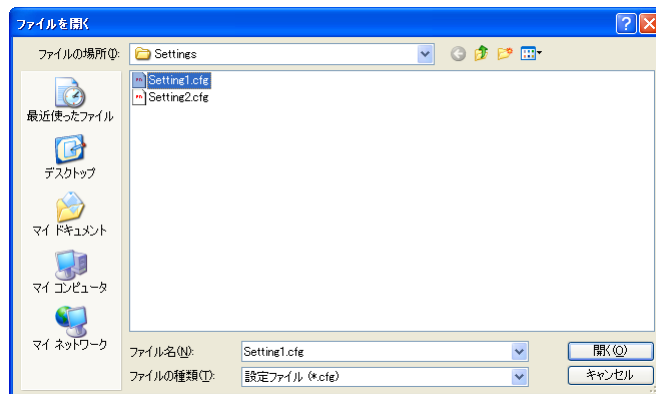 ファイルを開く
ファイルの場所(I):
Settings
Setting1.cfg
Setting2.cfg
最近使ったファイル
デスクトップ
マイ ドキュメント
マイ コンピュータ
マイ ネットワーク
ファイル名(N):
Setting1.cfg
開く(O)
ファイルの種類(T):
設定ファイル (*.cfg)
キャンセル